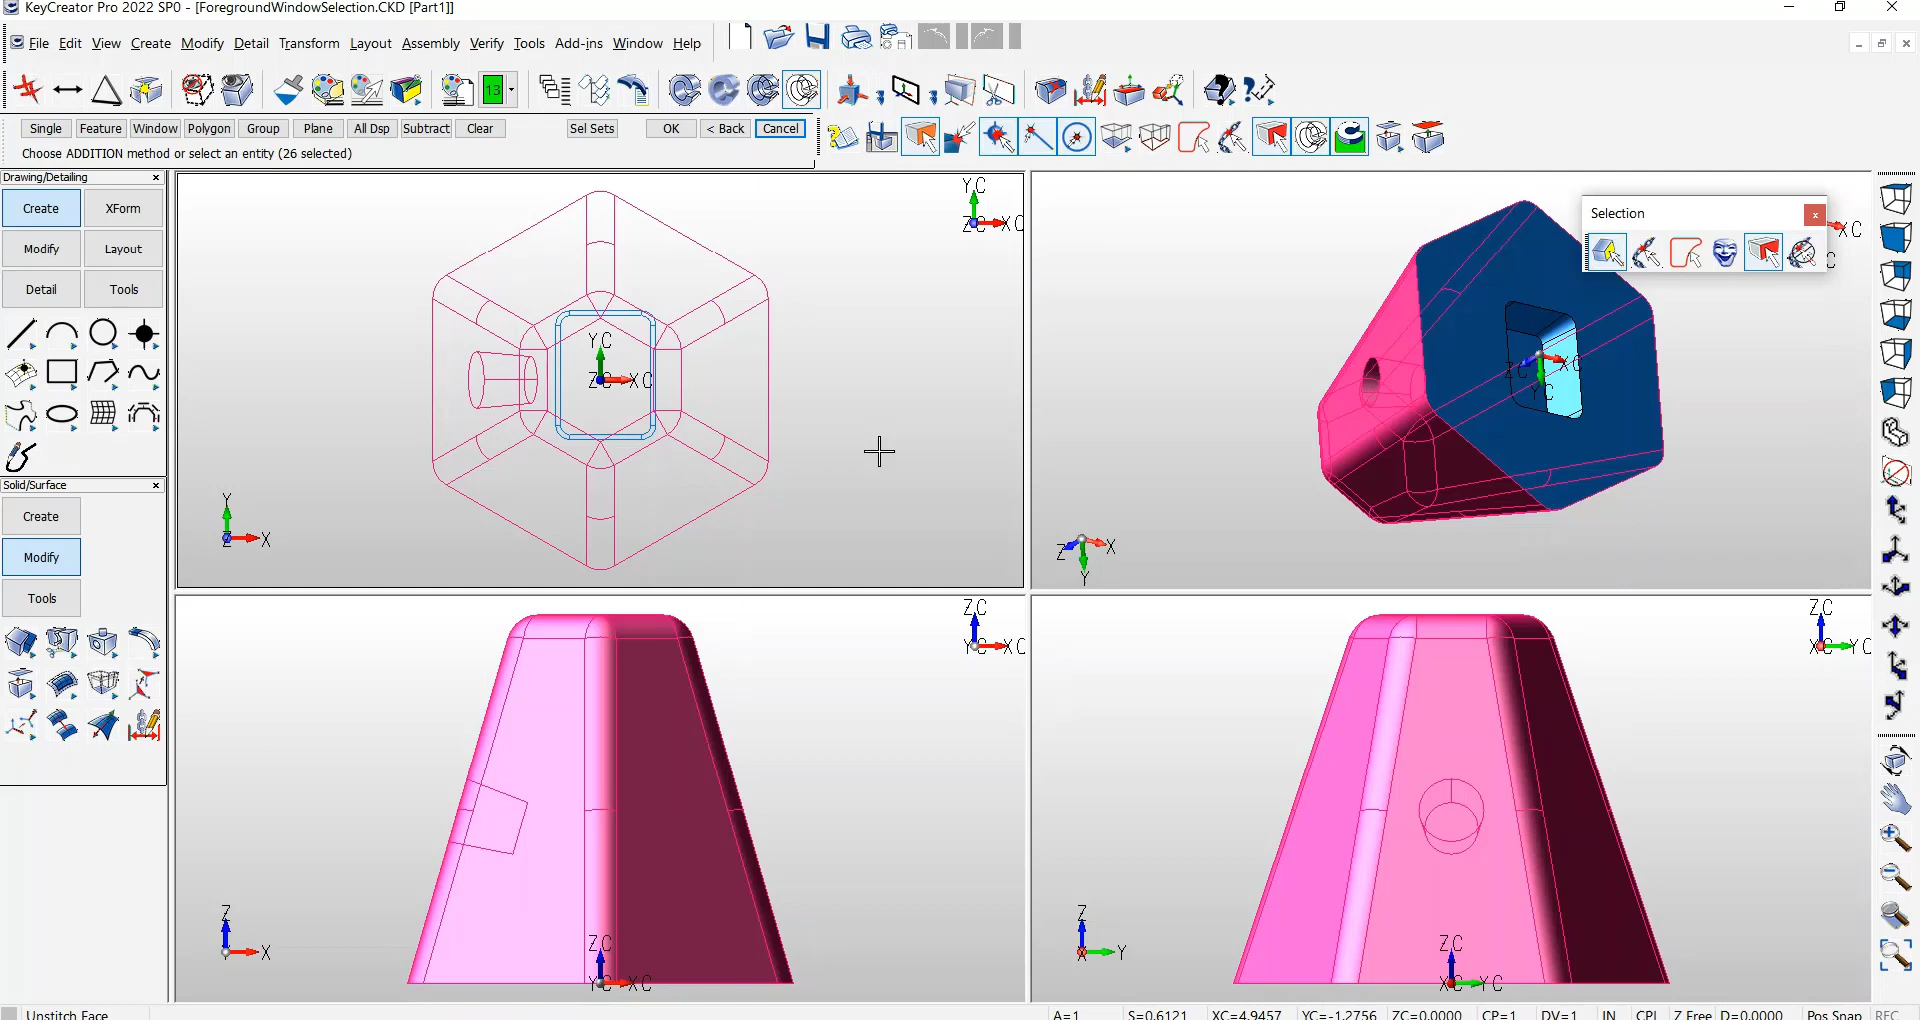 KeyCreator Pro 2022 SP0 - [ForegroundWindowSelection.CKD [Part1]]
File Edit View Create Modify Detail Transform Layout Assembly Verify Tools Add-ins Window Help
13
Single Feature Window Polygon Group Plane All Dsp Subtract Clear Sel Sets OK < Back Cancel
Choose ADDITION method or select an entity (26 selected)
Drawing/Detailing
Create XForm
Modify Layout
Detail Tools
Solid/Surface
Create
Modify
Tools
Selection
YC
ZC XC
YC
ZC XC
Y
Z X
XC
C
XC
ZC
YC
Z X
Y
ZC
YC XC
Z
X
ZC
YC XC
ZC
XC YC
Z
X Y
ZC
XC YC
Unstitch Face A=1 S=0.6121 XC=4.9457 YC=-1.2756 ZC=0.0000 CP=1 DV=1 IN CPL Z Free D=0.0000 Pos Snap REC